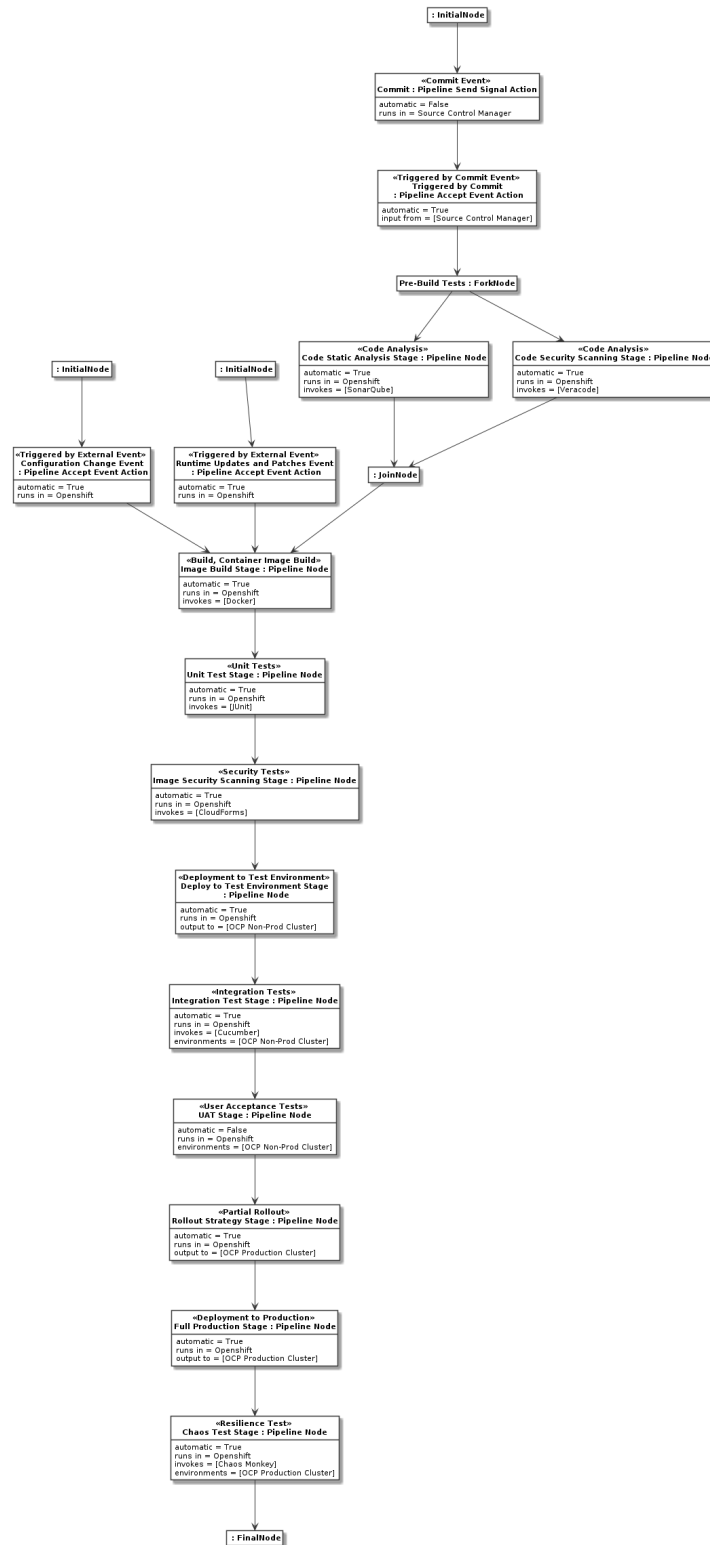 : InitialNode
«Commit Event»
Commit : Pipeline Send Signal Action
automatic = False
runs in = Source Control Manager
«Triggered by Commit Event»
Triggered by Commit
: Pipeline Accept Event Action
automatic = True
input from = [Source Control Manager]
Pre-Build Tests : ForkNode
«Code Analysis»
Code Static Analysis Stage : Pipeline Node
automatic = True
runs in = Openshift
invokes = [SonarQube]
«Code Analysis»
Code Security Scanning Stage : Pipeline Node
automatic = True
runs in = Openshift
invokes = [Veracode]
: InitialNode
: InitialNode
«Triggered by External Event»
Configuration Change Event
: Pipeline Accept Event Action
automatic = True
runs in = Openshift
«Triggered by External Event»
Runtime Updates and Patches Event
: Pipeline Accept Event Action
automatic = True
runs in = Openshift
: JoinNode
«Build, Container Image Build»
Image Build Stage : Pipeline Node
automatic = True
runs in = Openshift
invokes = [Docker]
«Unit Tests»
Unit Test Stage : Pipeline Node
automatic = True
runs in = Openshift
invokes = [JUnit]
«Security Tests»
Image Security Scanning Stage : Pipeline Node
automatic = True
runs in = Openshift
invokes = [CloudForms]
«Deployment to Test Environment»
Deploy to Test Environment Stage
: Pipeline Node
automatic = True
runs in = Openshift
output to = [OCP Non-Prod Cluster]
«Integration Tests»
Integration Test Stage : Pipeline Node
automatic = True
runs in = Openshift
invokes = [Cucumber]
environments = [OCP Non-Prod Cluster]
«User Acceptance Tests»
UAT Stage : Pipeline Node
automatic = False
runs in = Openshift
environments = [OCP Non-Prod Cluster]
«Partial Rollout»
Rollout Strategy Stage : Pipeline Node
automatic = True
runs in = Openshift
output to = [OCP Production Cluster]
«Deployment to Production»
Full Production Stage : Pipeline Node
automatic = True
runs in = Openshift
output to = [OCP Production Cluster]
«Resilience Test»
Chaos Test Stage : Pipeline Node
automatic = True
runs in = Openshift
invokes = [Chaos Monkey]
environments = [OCP Production Cluster]
: FinalNode